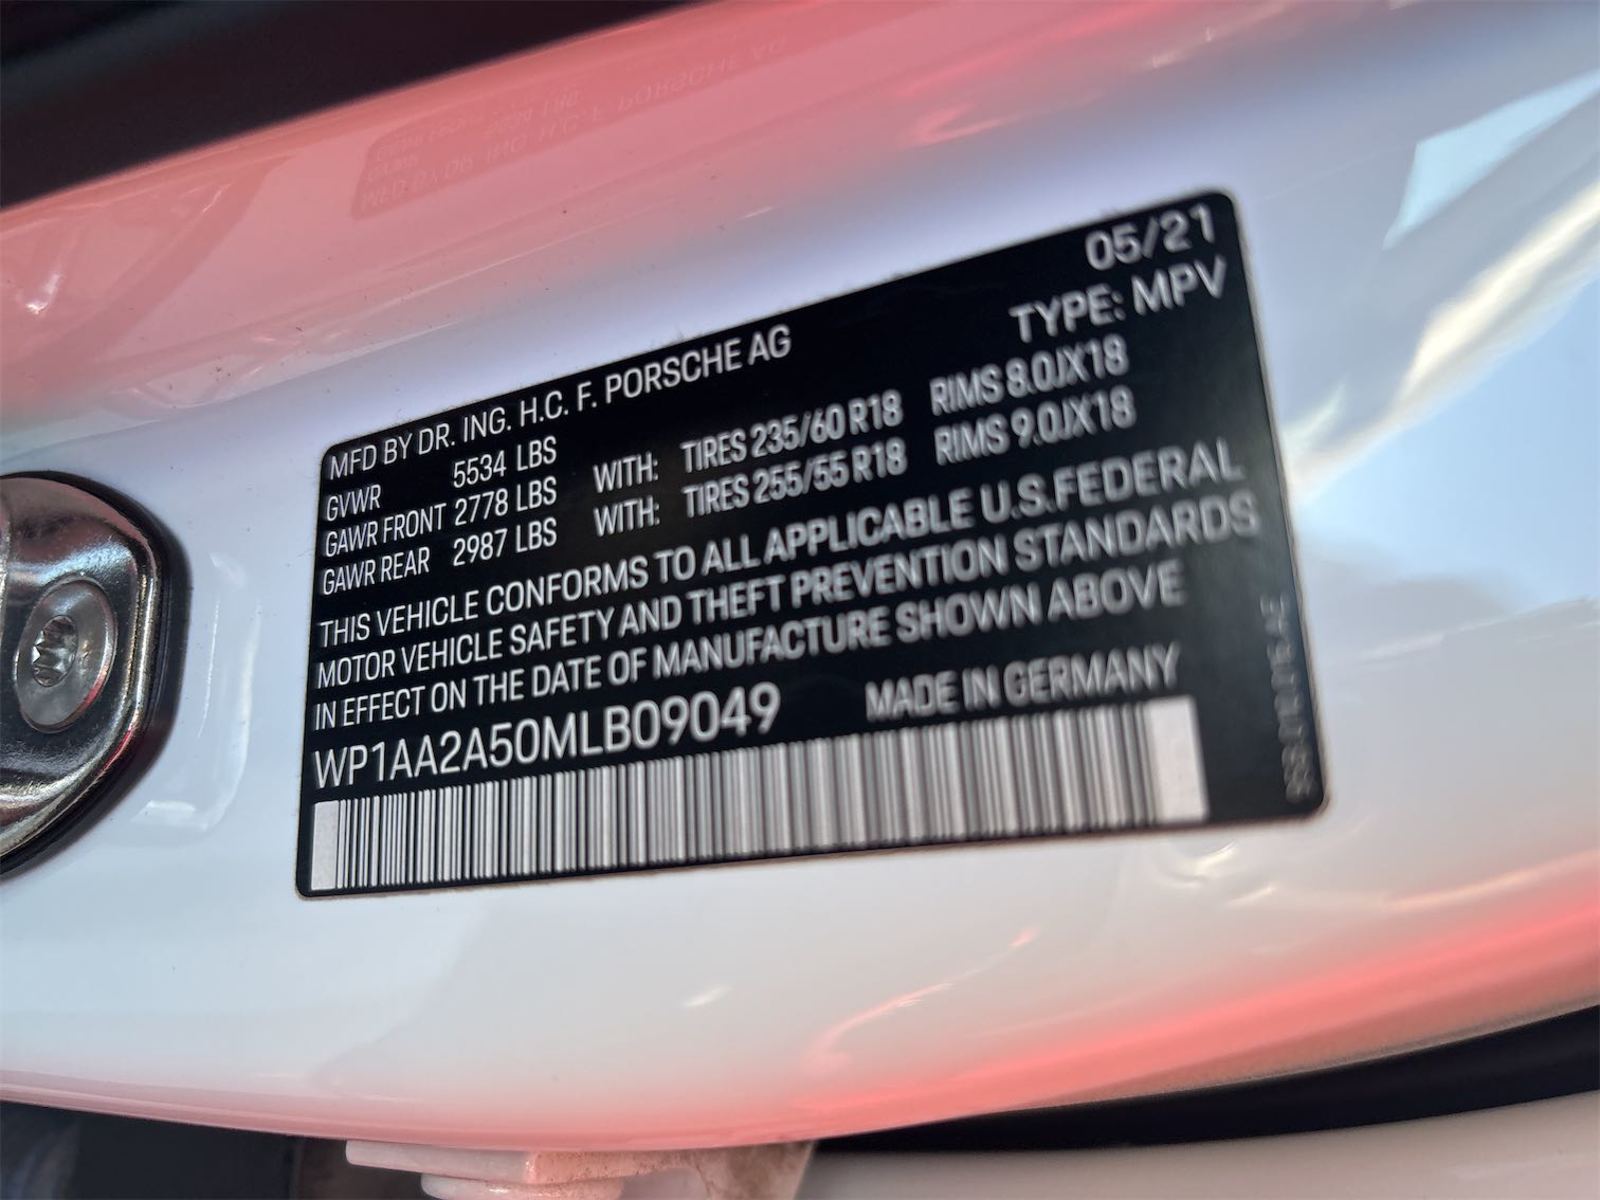 05/21
MFD BY DR. ING. H.C. F. PORSCHE AG TYPE: MPV
GVWR 5534 LBS
GAWR FRONT 2778 LBS WITH: TIRES 235/60 R18 RIMS 8.0JX18
GAWR REAR 2987 LBS WITH: TIRES 255/55 R18 RIMS 9.0JX18
THIS VEHICLE CONFORMS TO ALL APPLICABLE U.S.FEDERAL
MOTOR VEHICLE SAFETY AND THEFT PREVENTION STANDARDS
IN EFFECT ON THE DATE OF MANUFACTURE SHOWN ABOVE
WP1AA2A50MLB09049 MADE IN GERMANY